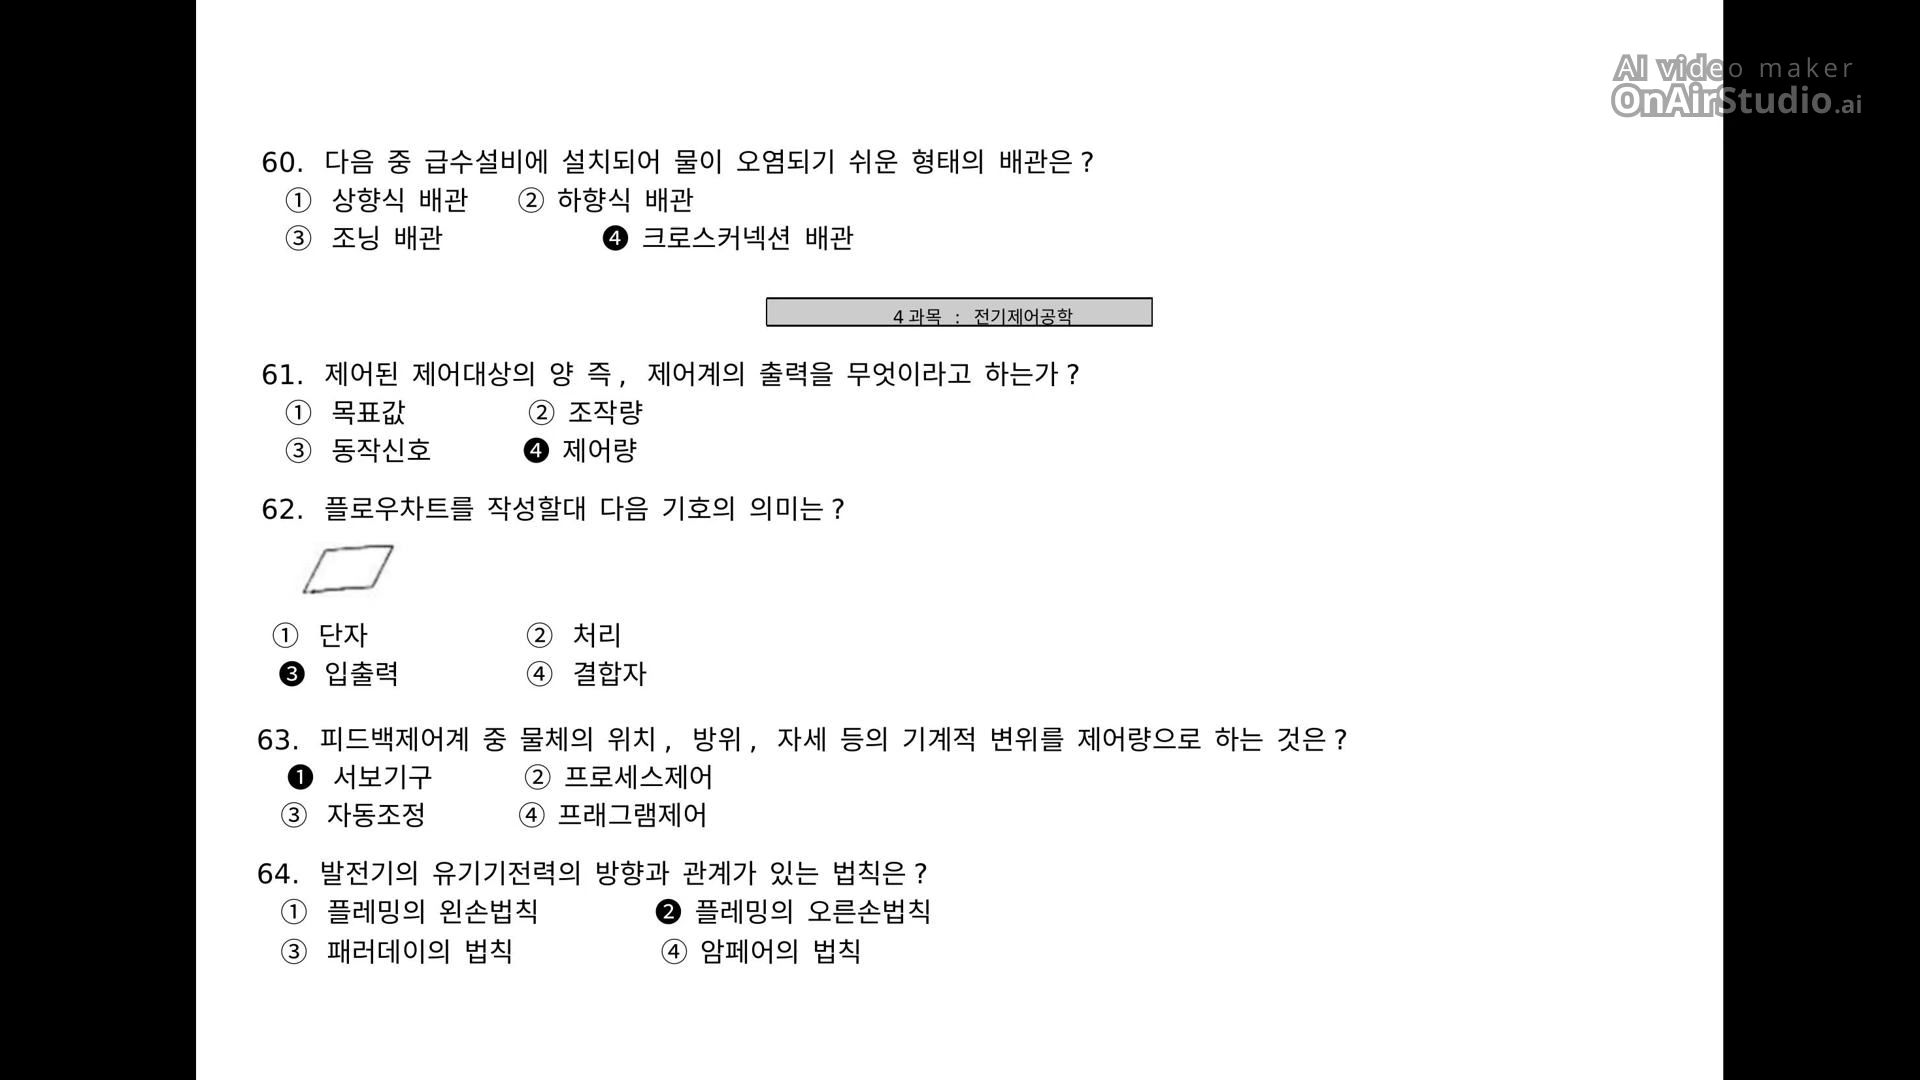 AI video maker
OnAirStudio.ai
60. 다음 중 급수설비에 설치되어 물이 오염되기 쉬운 형태의 배관은?
① 상향식 배관 ② 하향식 배관
③ 조닝 배관 ❹ 크로스커넥션 배관
4과목 : 전기제어공학
61. 제어된 제어대상의 양 즉, 제어계의 출력을 무엇이라고 하는가?
① 목표값 ② 조작량
③ 동작신호 ❹ 제어량
62. 플로우차트를 작성할대 다음 기호의 의미는?
① 단자 ② 처리
❸ 입출력 ④ 결합자
63. 피드백제어계 중 물체의 위치, 방위, 자세 등의 기계적 변위를 제어량으로 하는 것은?
❶ 서보기구 ② 프로세스제어
③ 자동조정 ④ 프래그램제어
64. 발전기의 유기기전력의 방향과 관계가 있는 법칙은?
① 플레밍의 왼손법칙 ❷ 플레밍의 오른손법칙
③ 패러데이의 법칙 ④ 암페어의 법칙